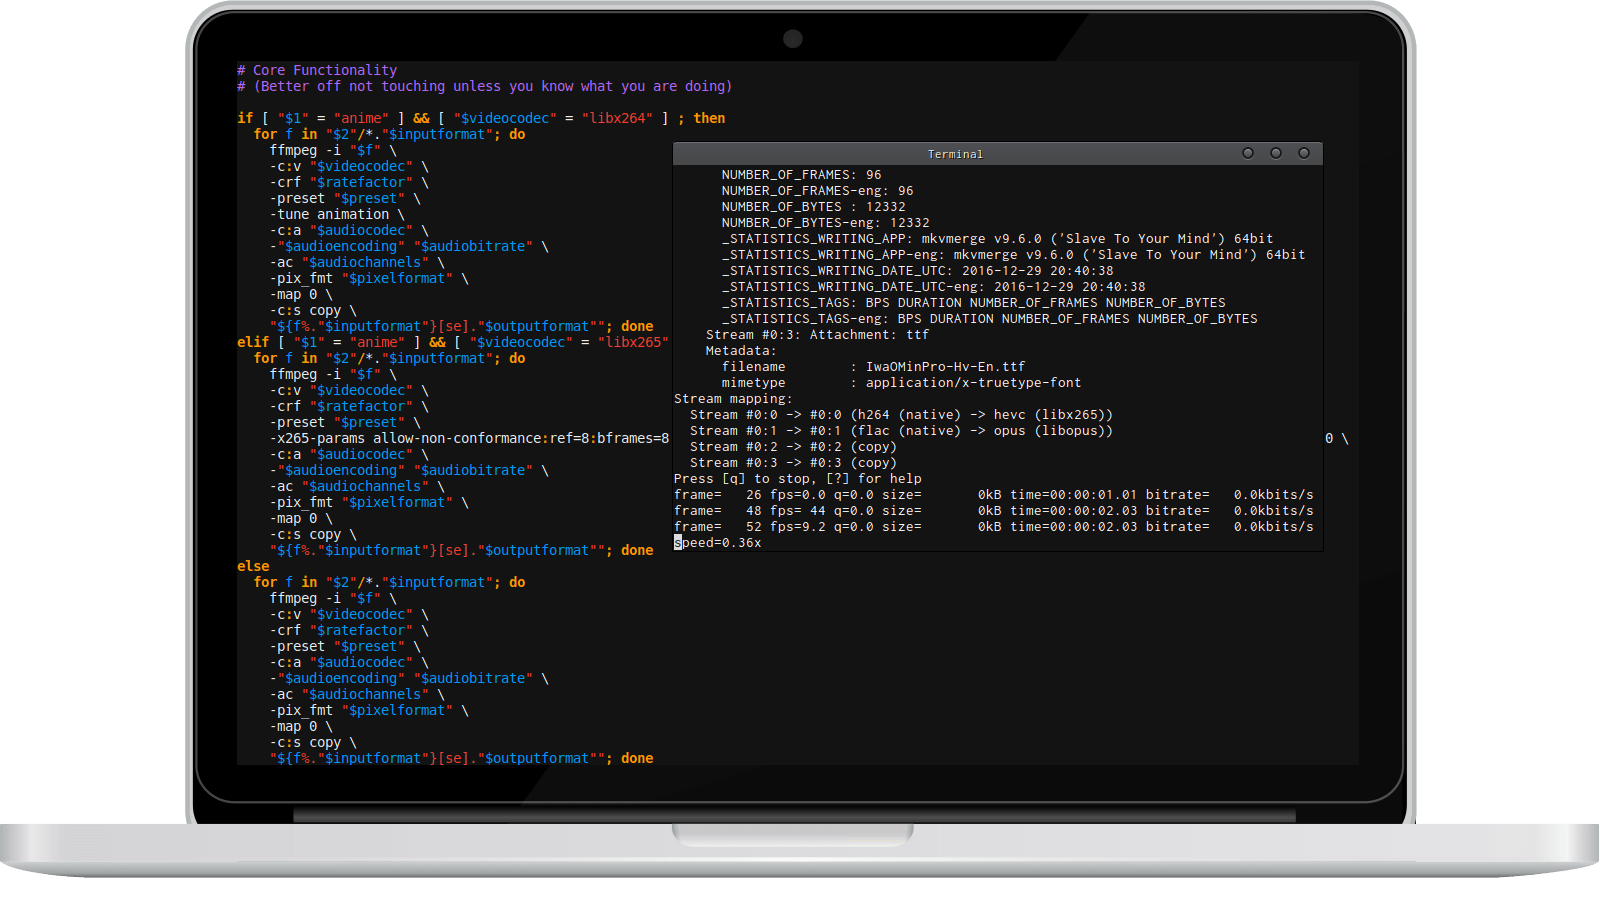 # Core Functionality
# (Better off not touching unless you know what you are doing)
if [ "$1" = "anime" ] && [ "$videocodec" = "libx264" ] ; then
for f in "$2"/*."$inputformat"; do
ffmpeg -i "$f" \
-c:v "$videocodec" \
-crf "$ratefactor" \
-preset "$preset" \
-tune animation \
-c:a "$audiocodec" \
-"$audioencoding" "$audiobitrate" \
-ac "$audiochannels" \
-pix_fmt "$pixelformat" \
-map 0 \
-c:s copy \
"${f%."$inputformat"}[se]."$outputformat""; done
elif [ "$1" = "anime" ] && [ "$videocodec" = "libx265"
for f in "$2"/*."$inputformat"; do
ffmpeg -i "$f" \
-c:v "$videocodec" \
-crf "$ratefactor" \
-preset "$preset" \
-x265-params allow-non-conformance:ref=8:bframes=8 0 \
-c:a "$audiocodec" \
-"$audioencoding" "$audiobitrate" \
-ac "$audiochannels" \
-pix_fmt "$pixelformat" \
-map 0 \
-c:s copy \
"${f%."$inputformat"}[se]."$outputformat""; done
else
for f in "$2"/*."$inputformat"; do
ffmpeg -i "$f" \
-c:v "$videocodec" \
-crf "$ratefactor" \
-preset "$preset" \
-c:a "$audiocodec" \
-"$audioencoding" "$audiobitrate" \
-ac "$audiochannels" \
-pix_fmt "$pixelformat" \
-map 0 \
-c:s copy \
"${f%."$inputformat"}[se]."$outputformat""; done
Terminal
NUMBER_OF_FRAMES: 96
NUMBER_OF_FRAMES-eng: 96
NUMBER_OF_BYTES : 12332
NUMBER_OF_BYTES-eng: 12332
_STATISTICS_WRITING_APP: mkvmerge v9.6.0 ('Slave To Your Mind') 64bit
_STATISTICS_WRITING_APP-eng: mkvmerge v9.6.0 ('Slave To Your Mind') 64bit
_STATISTICS_WRITING_DATE_UTC: 2016-12-29 20:40:38
_STATISTICS_WRITING_DATE_UTC-eng: 2016-12-29 20:40:38
_STATISTICS_TAGS: BPS DURATION NUMBER_OF_FRAMES NUMBER_OF_BYTES
_STATISTICS_TAGS-eng: BPS DURATION NUMBER_OF_FRAMES NUMBER_OF_BYTES
Stream #0:3: Attachment: ttf
Metadata:
filename : IwaOMinPro-Hv-En.ttf
mimetype : application/x-truetype-font
Stream mapping:
Stream #0:0 -> #0:0 (h264 (native) -> hevc (libx265))
Stream #0:1 -> #0:1 (flac (native) -> opus (libopus))
Stream #0:2 -> #0:2 (copy)
Stream #0:3 -> #0:3 (copy)
Press [q] to stop, [?] for help
frame= 26 fps=0.0 q=0.0 size= 0kB time=00:00:01.01 bitrate= 0.0kbits/s
frame= 48 fps= 44 q=0.0 size= 0kB time=00:00:02.03 bitrate= 0.0kbits/s
frame= 52 fps=9.2 q=0.0 size= 0kB time=00:00:02.03 bitrate= 0.0kbits/s
speed=0.36x